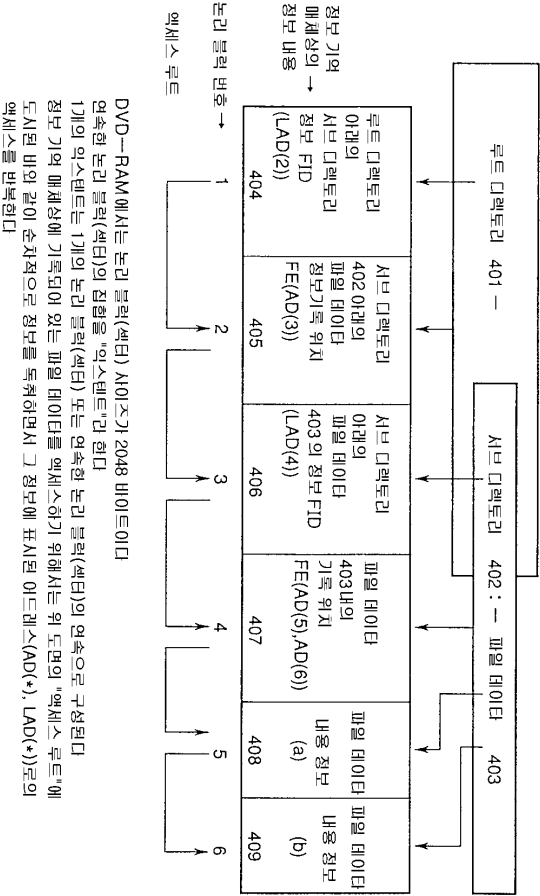 루트 디렉토리 401 —
서브 디렉토리 402 : — 파일 데이타 403
정보 기억
매체상의 →
정보 내용
루트 디렉토리
아래의
서브 디렉토리
정보 FID
(LAD(2))
404
서브 디렉토리
402 아래의
파일 데이타
정보기록 위치
FE(AD(3))
405
서브 디렉토리
아래의
파일 데이타
403의 정보 FID
(LAD(4))
406
파일 데이타
403내의
기록 위치
FE(AD(5),AD(6))
407
파일 데이타
내용 정보
(a)
408
파일 데이타
내용 정보
(b)
409
논리 블럭 번호 →
1
2
3
4
5
6
액세스 루트
DVD—RAM에서는 논리 블럭(섹터) 사이즈가 2048 바이트이다
연속한 논리 블럭(섹터)의 집합을 "익스텐트"라 한다
1개의 익스텐트는 1개의 논리 블럭(섹터) 또는 연속한 논리 블럭(섹터)의 연속으로 구성된다
정보 기억 매체상에 기록되어 있는 파일 데이타를 액세스하기 위해서는 위 도면의 "액세스 루트"에
도시된 바와 같이 순차적으로 정보를 독취하면서 그 정보에 표시된 어드레스(AD(*), LAD(*))로의
액세스를 반복한다